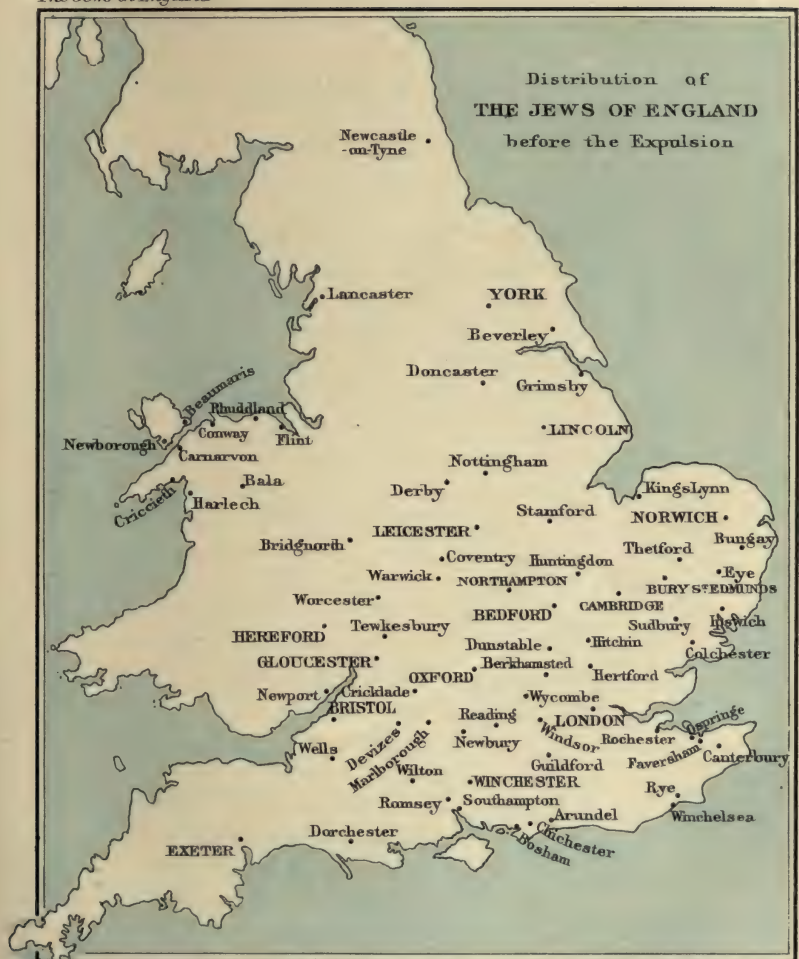 Distribution of
THE JEWS OF ENGLAND
before the Expulsion
Newcastle
-on-Tyne
Lancaster
YORK
Beverley
Doncaster
Grimsby
LINCOLN
Beaumaris
Rhuddland
Conway
Flint
Newborough
Carnarvon
Bala
Criccieth
Harlech
Nottingham
Derby
KingsLynn
Stamford
NORWICH
LEICESTER
Bungay
Bridgnorth
Thetford
Coventry
Huntingdon
Eye
Warwick
NORTHAMPTON
BURY ST EDMUNDS
Worcester
CAMBRIDGE
BEDFORD
Sudbury
Ipswich
HEREFORD
Tewkesbury
Dunstable
Hitchin
Colchester
GLOUCESTER
Berkhamsted
OXFORD
Hertford
Newport
Cricklade
Wycombe
BRISTOL
Reading
LONDON
Ospringe
Wells
Devizes
Marlborough
Newbury
Windsor
Rochester
Faversham
Canterbury
Guildford
Wilton
WINCHESTER
Rye
Romsey
Southampton
Arundel
Winchelsea
Chichester
Bosham
Dorchester
EXETER